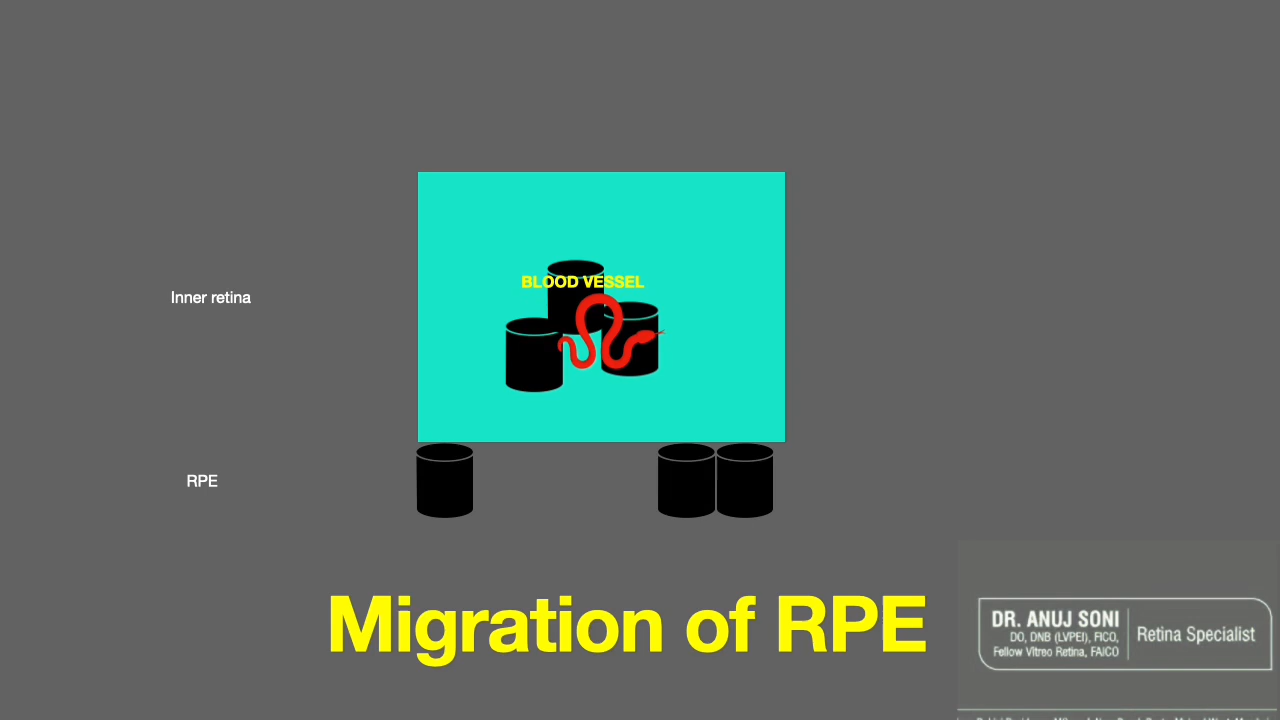 BLOOD VESSEL
Inner retina
RPE
Migration of RPE
DR. ANUJ SONI
DO, DNB (LVPEI), FICO,
Fellow Vitreo Retina, FAICO
Retina Specialist